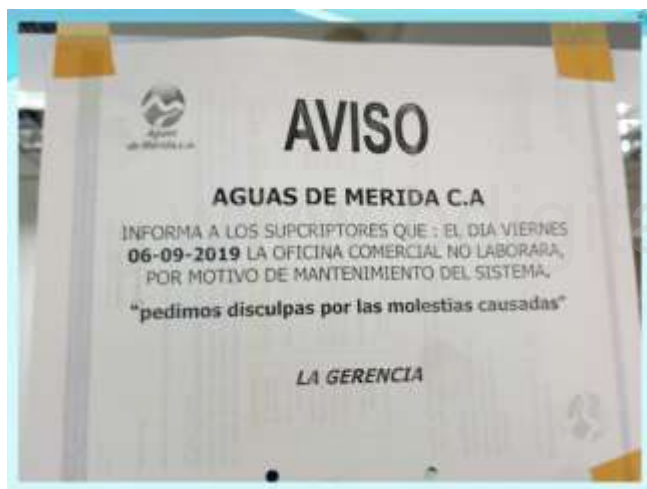 AVISO
Aguas
de Mérida C.A
AGUAS DE MERIDA C.A
INFORMA A LOS SUPCRIPTORES QUE : EL DIA VIERNES
06-09-2019 LA OFICINA COMERCIAL NO LABORARA,
POR MOTIVO DE MANTENIMIENTO DEL SISTEMA.
"pedimos disculpas por las molestias causadas"
LA GERENCIA